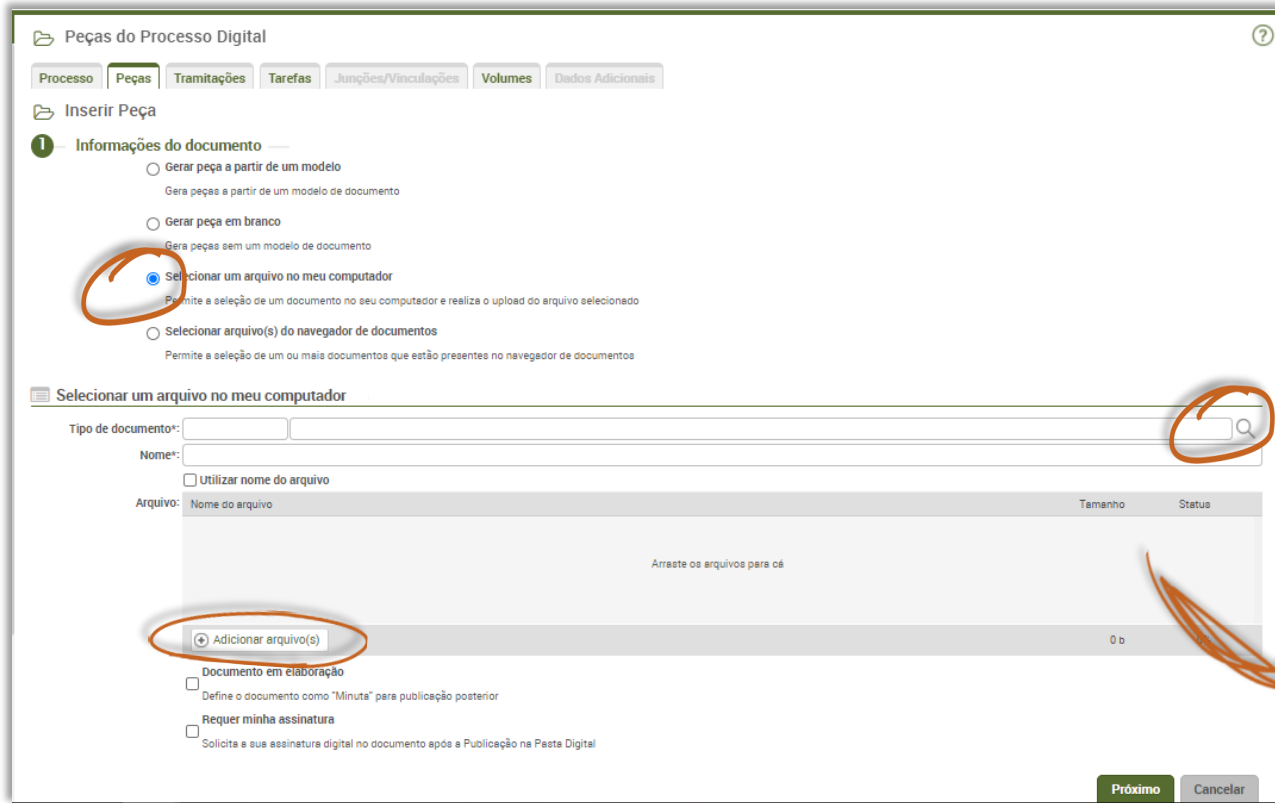 Peças do Processo Digital
?
Processo Peças Tramitações Tarefas Junções/Vinculações Volumes Dados Adicionais
Inserir Peça
1 Informações do documento
Gerar peça a partir de um modelo
Gera peças a partir de um modelo de documento
Gerar peça em branco
Gera peças sem um modelo de documento
Selecionar um arquivo no meu computador
Permite a seleção de um documento no seu computador e realiza o upload do arquivo selecionado
Selecionar arquivo(s) do navegador de documentos
Permite a seleção de um ou mais documentos que estão presentes no navegador de documentos
Selecionar um arquivo no meu computador
Tipo de documento*:
Nome*:
Utilizar nome do arquivo
Arquivo: Nome do arquivo Tamanho Status
Arraste os arquivos para cá
Adicionar arquivo(s) 0 b
Documento em elaboração
Define o documento como "Minuta" para publicação posterior
Requer minha assinatura
Solicita a sua assinatura digital no documento após a Publicação na Pasta Digital
Próximo Cancelar